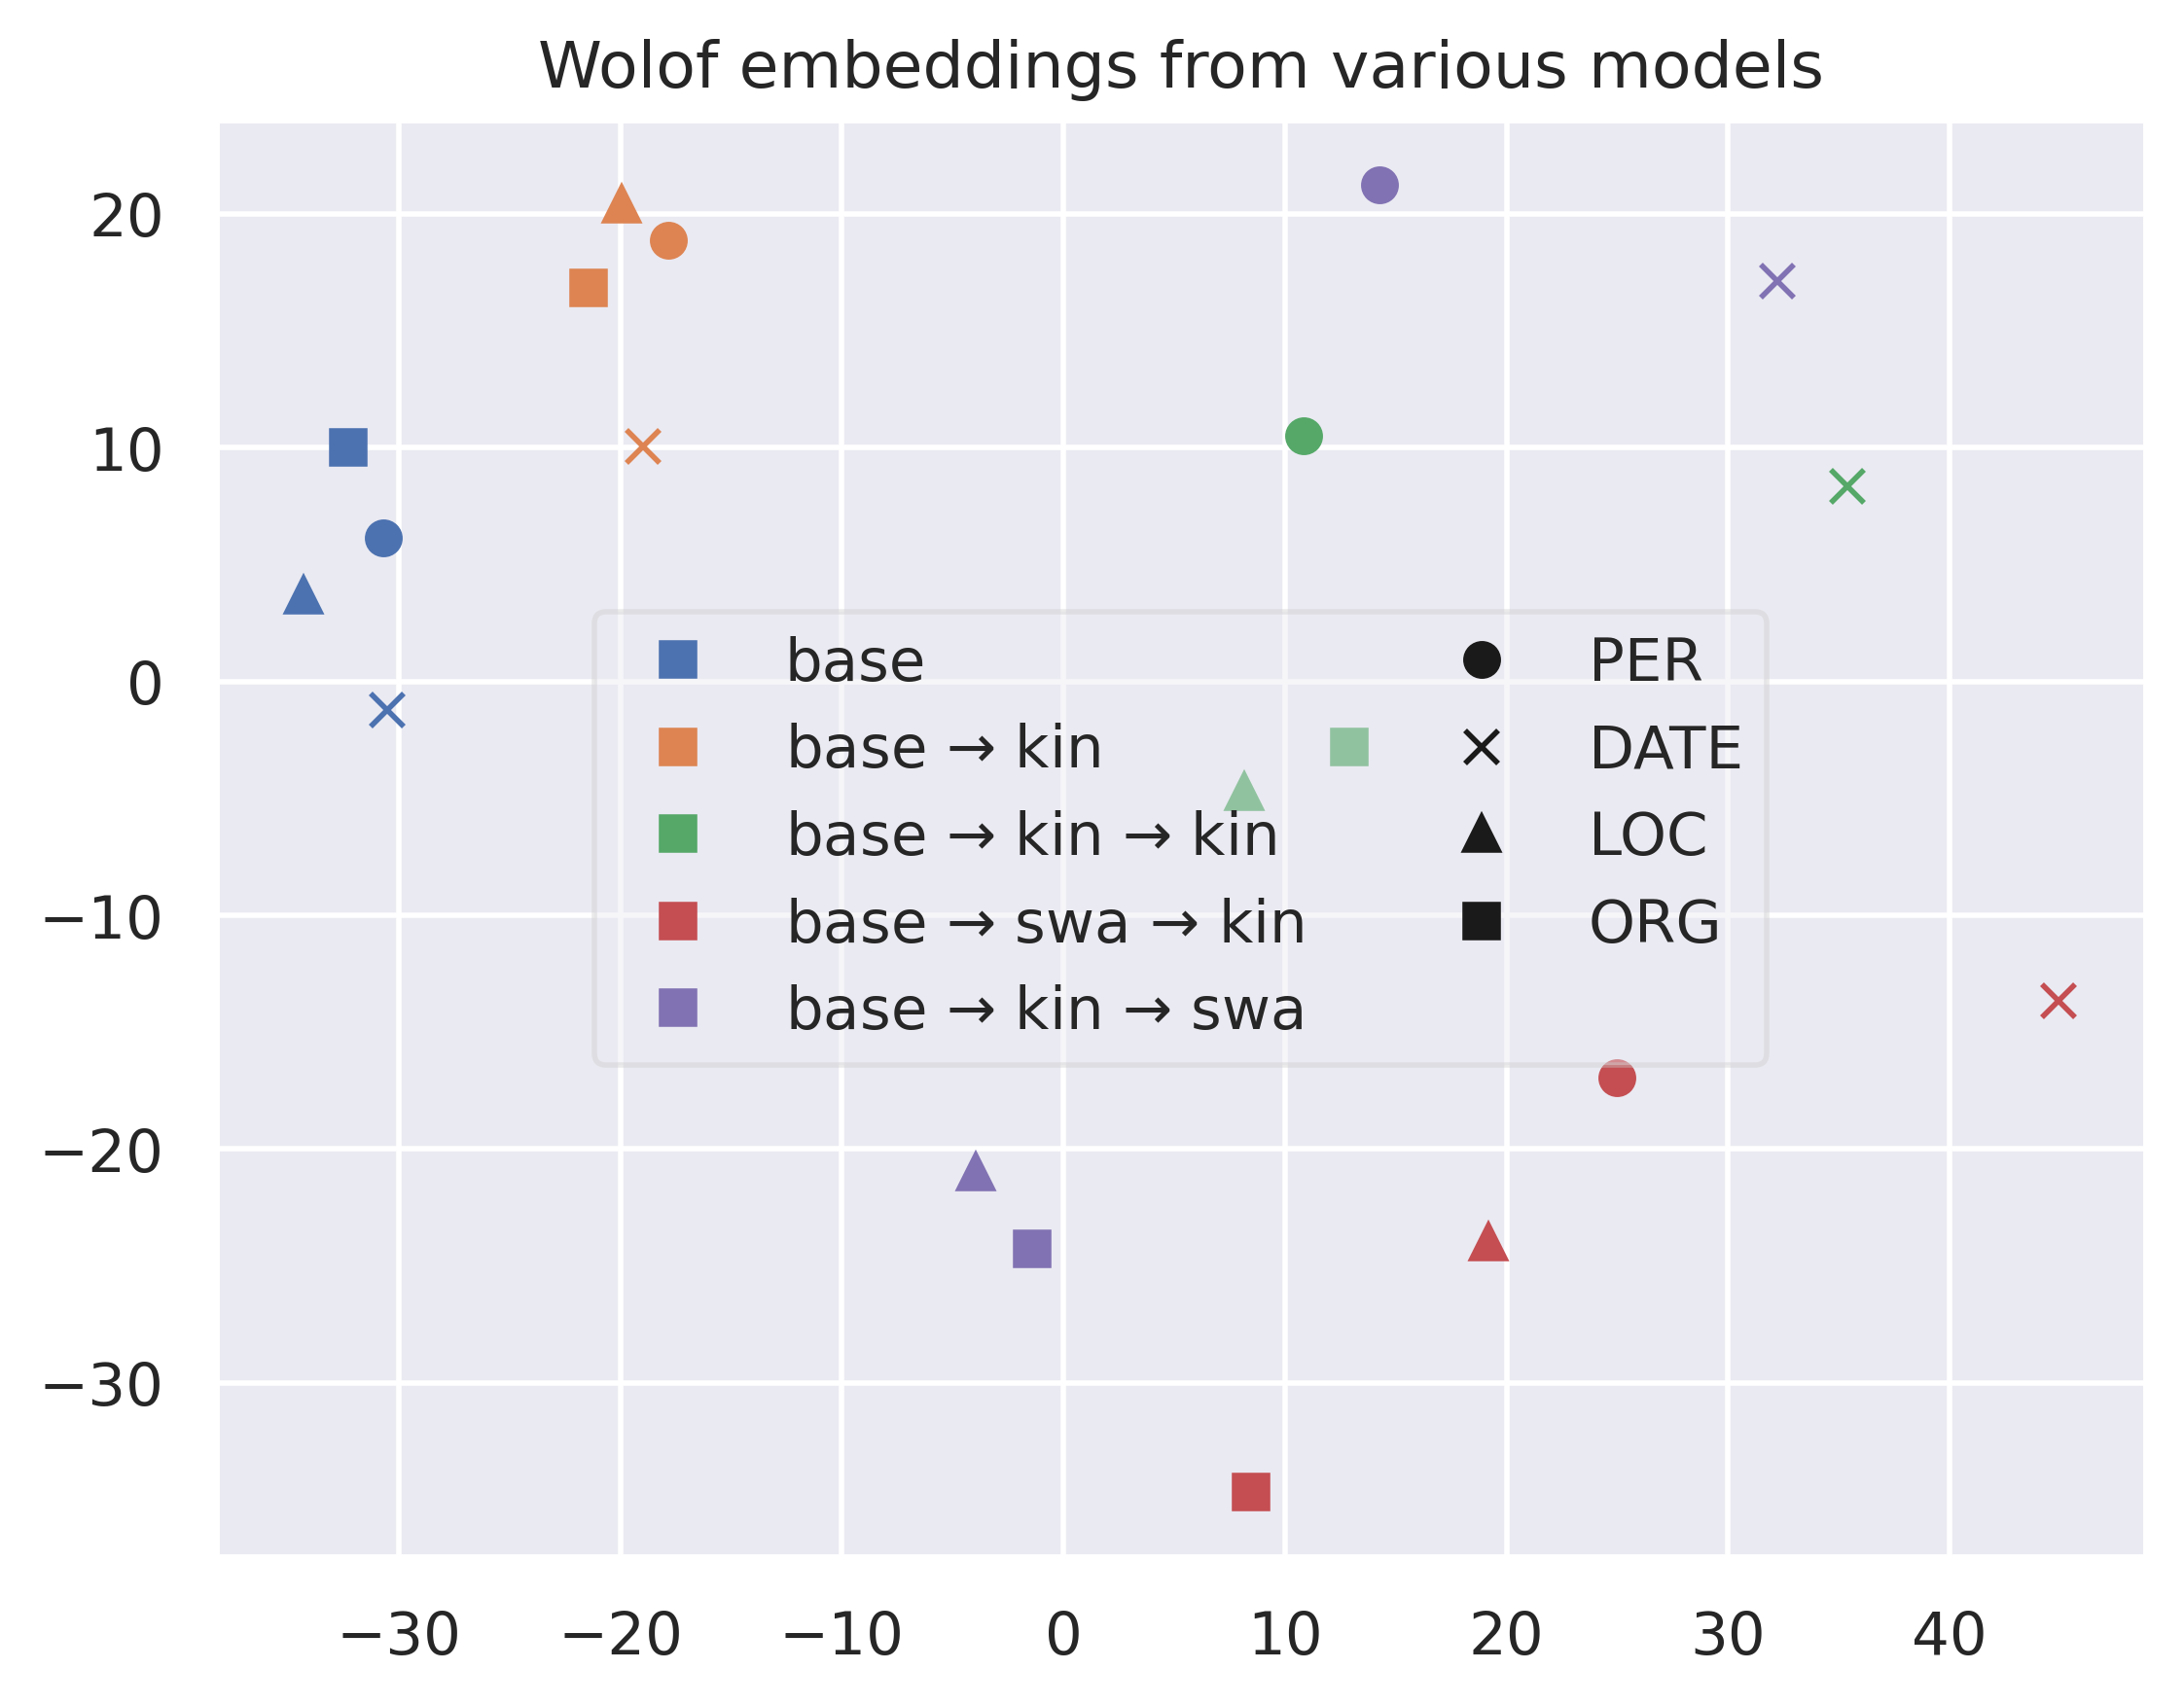 Wolof embeddings from various models
20
10
0
−10
−20
−30
base
base → kin
base → kin → kin
base → swa → kin
base → kin → swa
PER
DATE
LOC
ORG
−30 −20 −10 0 10 20 30 40